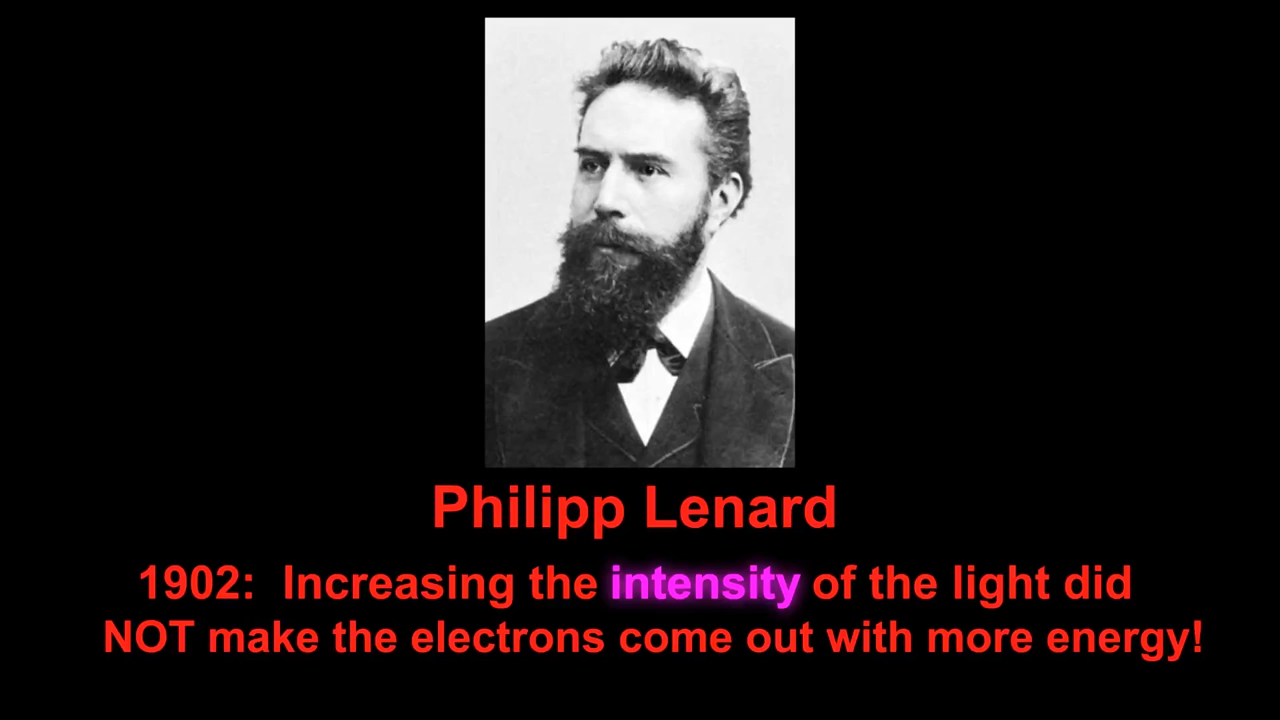 Philipp Lenard
1902: Increasing the intensity of the light did
NOT make the electrons come out with more energy!